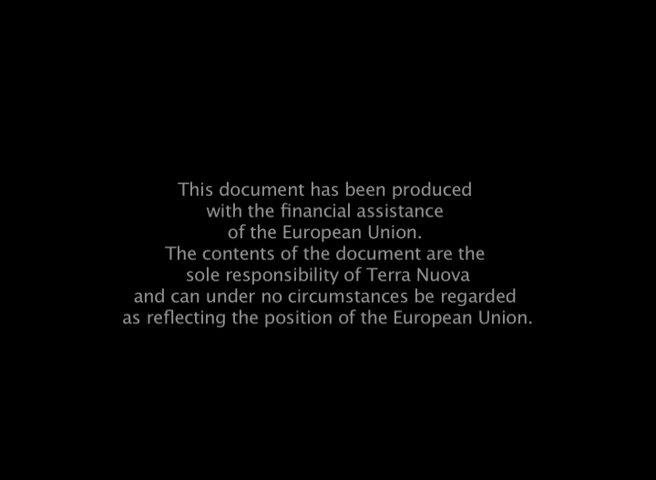 This document has been produced
with the financial assistance
of the European Union.
The contents of the document are the
sole responsibility of Terra Nuova
and can under no circumstances be regarded
as reflecting the position of the European Union.